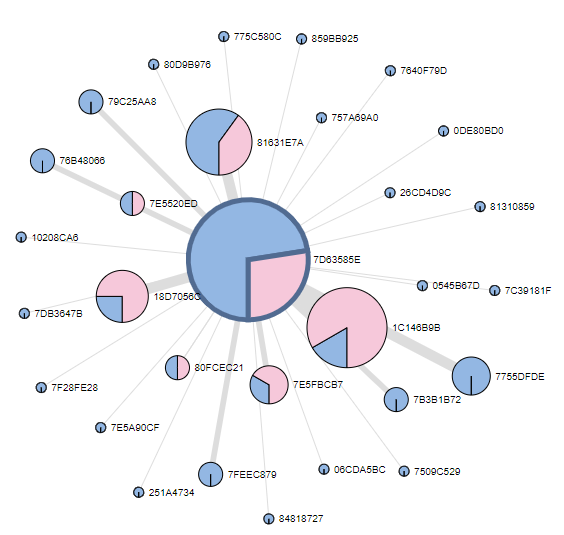 775C580C
859BB925
80D9B976
7640F79D
79C25AA8
757A69A0
0DE80BD0
81631E7A
76B48066
26CD4D9C
7E5520ED
81310859
10208CA6
7D63585E
0545B67D
7C39181F
18D7056C
7DB3647B
1C146B9B
80FCEC21
7755DFDE
7E5FBCB7
7F28FE28
7B3B1B72
7E5A90CF
06CDA5BC
7509C529
7FEEC879
251A4734
84818727